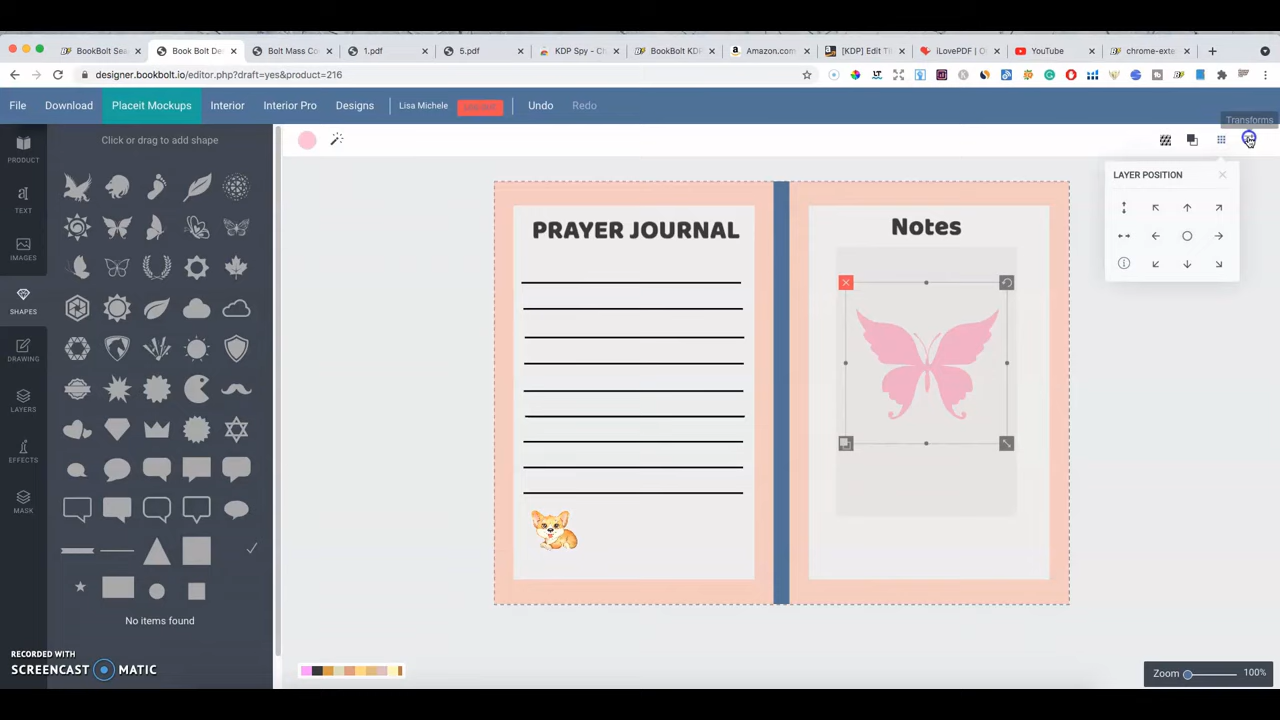 BookBolt Sea
Book Bolt De
Bolt Mass Co
1.pdf
5.pdf
KDP Spy - C
BookBolt KDP
Amazon.com
[KDP] Edit Ti
iLovePDF | O
YouTube
chrome-exte
designer.bookbolt.io/editor.php?draft=yes&product=216
File
Download
Placeit Mockups
Interior
Interior Pro
Designs
Lisa Michele
Undo
Redo
Transforms
Click or drag to add shape
PRODUCT
TEXT
IMAGES
SHAPES
DRAWING
LAYERS
EFFECTS
MASK
No items found
LAYER POSITION
PRAYER JOURNAL
Notes
RECORDED WITH
SCREENCAST MATIC
Zoom 100%